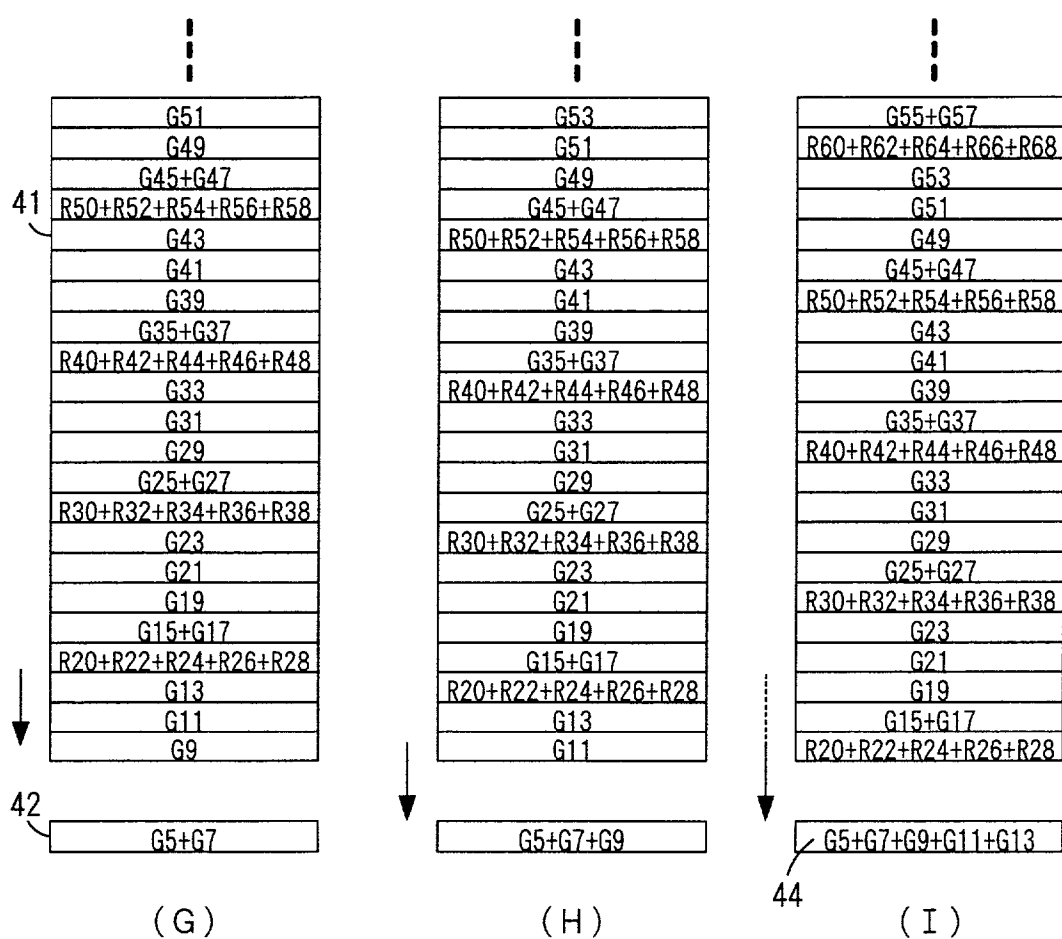 G51
G49
G45+G47
41
R50+R52+R54+R56+R58
G43
G41
G39
G35+G37
R40+R42+R44+R46+R48
G33
G31
G29
G25+G27
R30+R32+R34+R36+R38
G23
G21
G19
G15+G17
R20+R22+R24+R26+R28
G13
G11
G9
42
G5+G7
(G)
G53
G51
G49
G45+G47
R50+R52+R54+R56+R58
G43
G41
G39
G35+G37
R40+R42+R44+R46+R48
G33
G31
G29
G25+G27
R30+R32+R34+R36+R38
G23
G21
G19
G15+G17
R20+R22+R24+R26+R28
G13
G11
G5+G7+G9
(H)
G55+G57
R60+R62+R64+R66+R68
G53
G51
G49
G45+G47
R50+R52+R54+R56+R58
G43
G41
G39
G35+G37
R40+R42+R44+R46+R48
G33
G31
G29
G25+G27
R30+R32+R34+R36+R38
G23
G21
G19
G15+G17
R20+R22+R24+R26+R28
G5+G7+G9+G11+G13
44
(I)